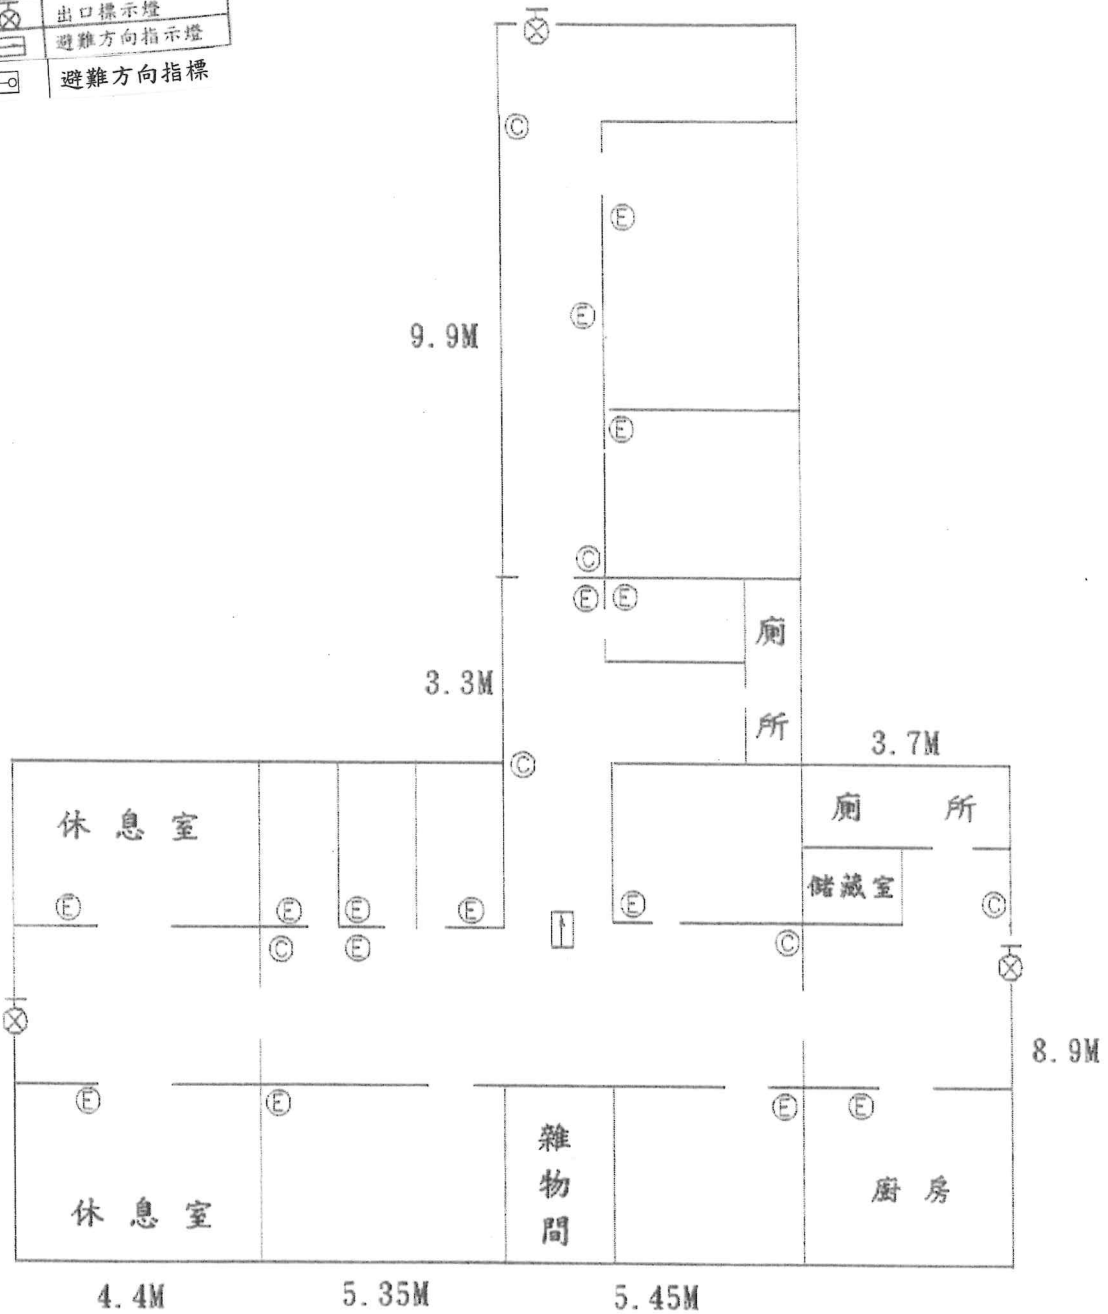 出口標示燈
避難方向指示燈
避難方向指標
C
E
9.9M
E
E
C
E E
廁所
3.3M
3.7M
C
休息室
廁 所
儲藏室
E E E E E C
C E C
8.9M
E E E E
雜物間
廚房
休息室
4.4M 5.35M 5.45M